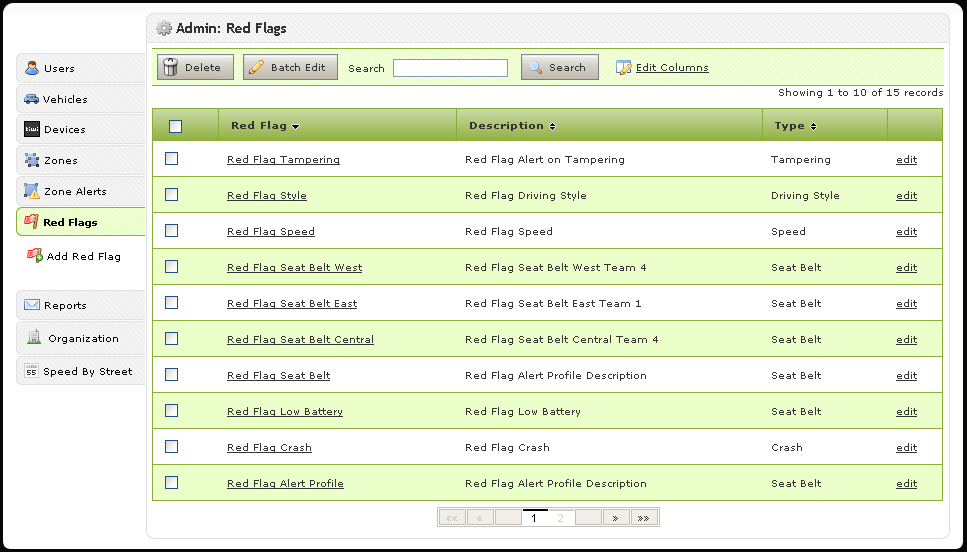 Admin: Red Flags
Users
Vehicles
kiwi Devices
Zones
Zone Alerts
Red Flags
Add Red Flag
Reports
Organization
55 Speed By Street
Delete Batch Edit Search Search Edit Columns
Showing 1 to 10 of 15 records
Red Flag Description Type
Red Flag Tampering Red Flag Alert on Tampering Tampering edit
Red Flag Style Red Flag Driving Style Driving Style edit
Red Flag Speed Red Flag Speed Speed edit
Red Flag Seat Belt West Red Flag Seat Belt West Team 4 Seat Belt edit
Red Flag Seat Belt East Red Flag Seat Belt East Team 1 Seat Belt edit
Red Flag Seat Belt Central Red Flag Seat Belt Central Team 4 Seat Belt edit
Red Flag Seat Belt Red Flag Alert Profile Description Seat Belt edit
Red Flag Low Battery Red Flag Low Battery Seat Belt edit
Red Flag Crash Red Flag Crash Crash edit
Red Flag Alert Profile Red Flag Alert Profile Description Seat Belt edit
<< < 1 2 > >>